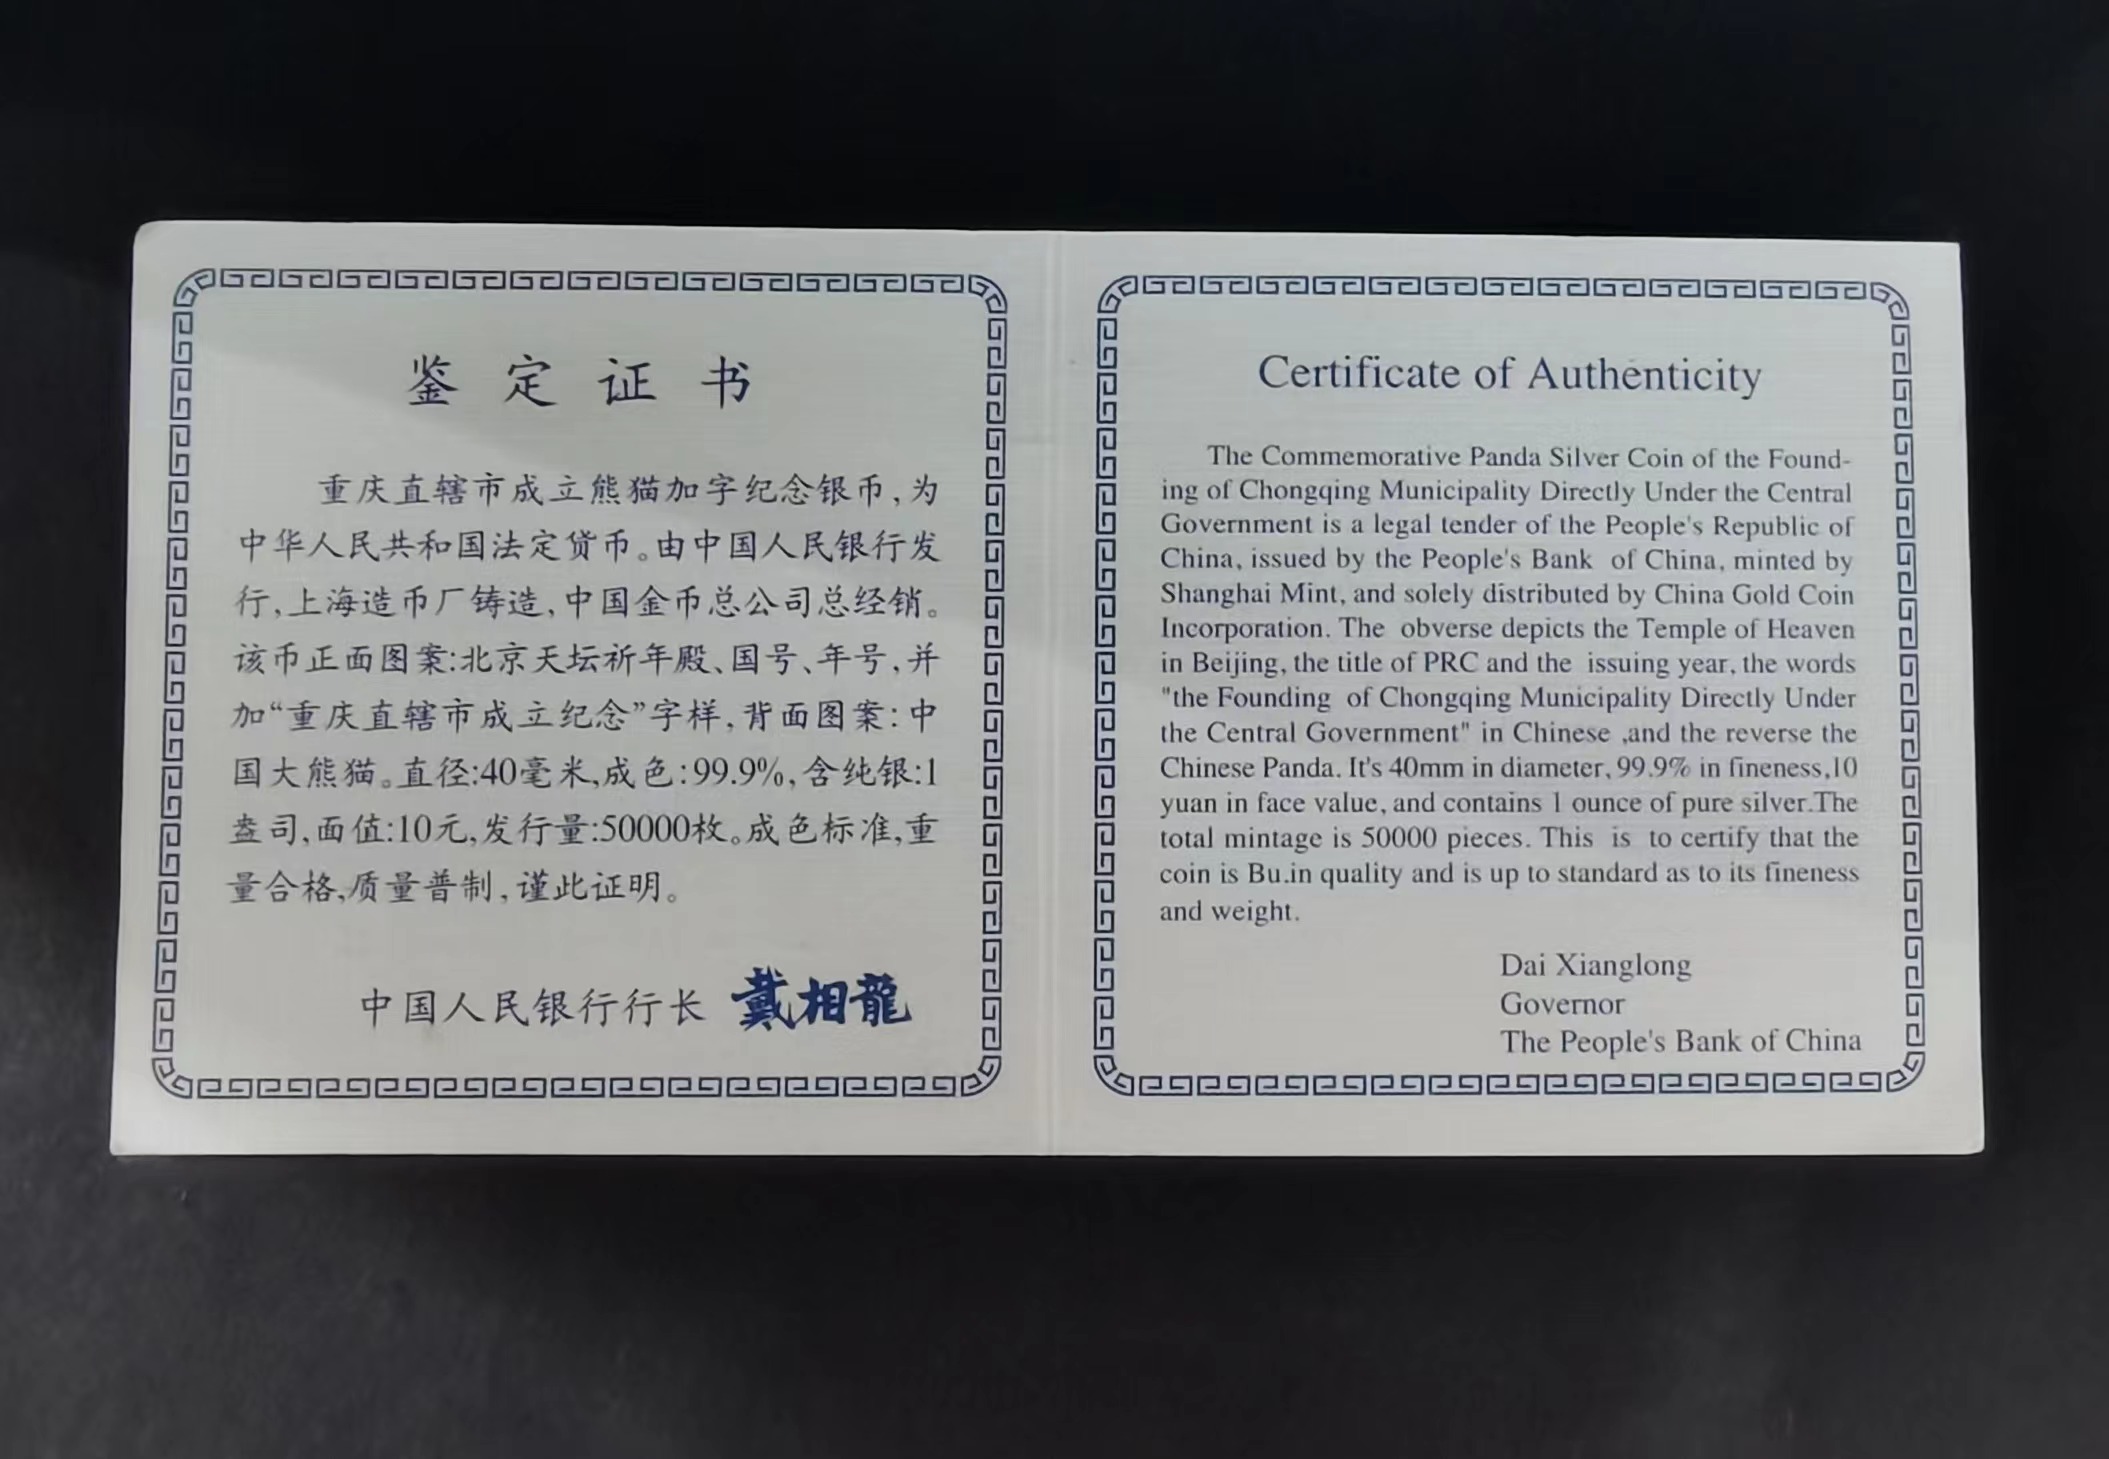 鉴定证书
重庆直辖市成立熊猫加字纪念银币,为
中华人民共和国法定货币。由中国人民银行发
行,上海造币厂铸造,中国金币总公司总经销。
该币正面图案:北京天坛祈年殿、国号、年号,并
加“重庆直辖市成立纪念”字样,背面图案:中
国大熊猫。直径:40毫米,成色:99.9%,含纯银:1
盎司,面值:10元,发行量:50000枚。成色标准,重
量合格,质量普制,谨此证明。
中国人民银行行长 戴相龍
Certificate of Authenticity
The Commemorative Panda Silver Coin of the Found-
ing of Chongqing Municipality Directly Under the Central
Government is a legal tender of the People's Republic of
China, issued by the People's Bank of China, minted by
Shanghai Mint, and solely distributed by China Gold Coin
Incorporation. The obverse depicts the Temple of Heaven
in Beijing, the title of PRC and the issuing year, the words
"the Founding of Chongqing Municipality Directly Under
the Central Government" in Chinese ,and the reverse the
Chinese Panda. It's 40mm in diameter, 99.9% in fineness,10
yuan in face value, and contains 1 ounce of pure silver.The
total mintage is 50000 pieces. This is to certify that the
coin is Bu.in quality and is up to standard as to its fineness
and weight.
Dai Xianglong
Governor
The People's Bank of China